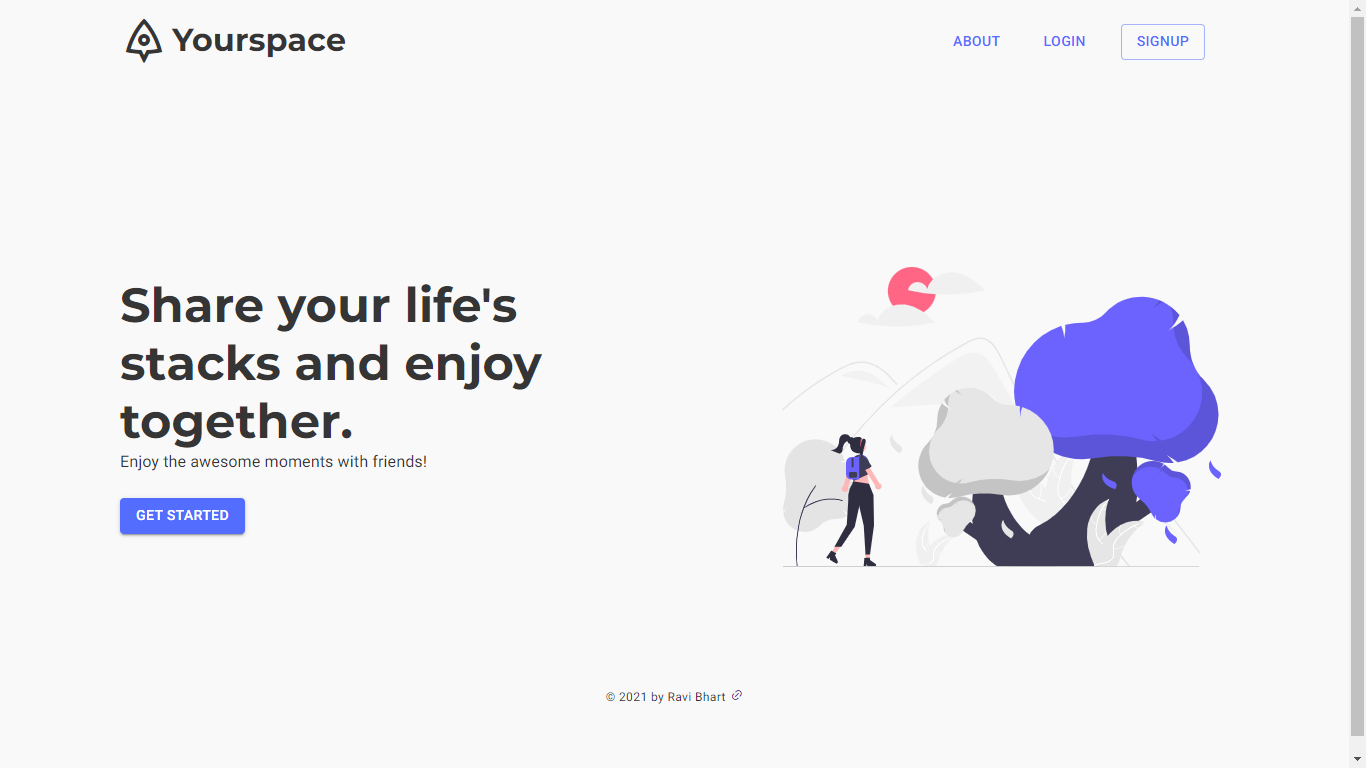 Yourspace
ABOUT
LOGIN
SIGNUP
Share your life's
stacks and enjoy
together.
Enjoy the awesome moments with friends!
GET STARTED
© 2021 by Ravi Bhart